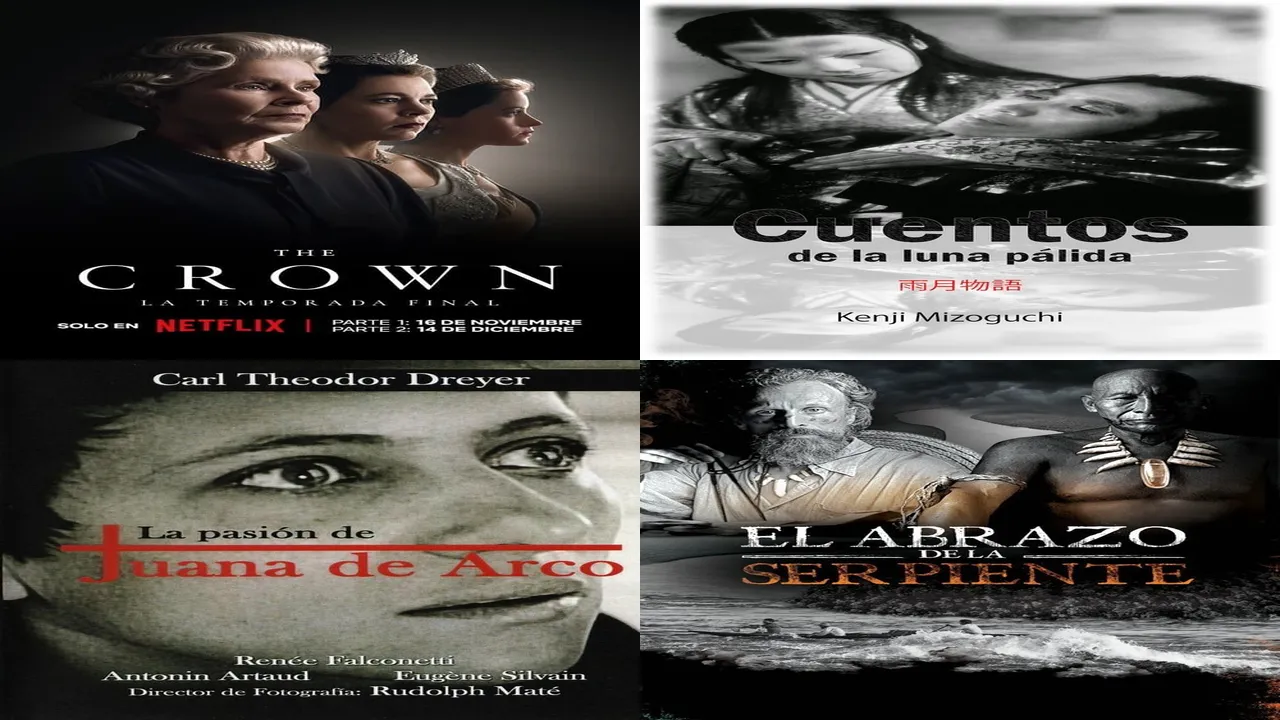 THE
CROWN
LA TEMPORADA FINAL
SOLO EN NETFLIX | PARTE 1: 16 DE NOVIEMBRE
PARTE 2: 14 DE DICIEMBRE
Cuentos
de la luna pálida
雨月物語
Kenji Mizoguchi
Carl Theodor Dreyer
La pasión de
Juana de Arco
Renée Falconetti
Antonin Artaud Eugène Silvain
Director de Fotografía: Rudolph Maté
EL ABRAZO
DE LA
SERPIENTE